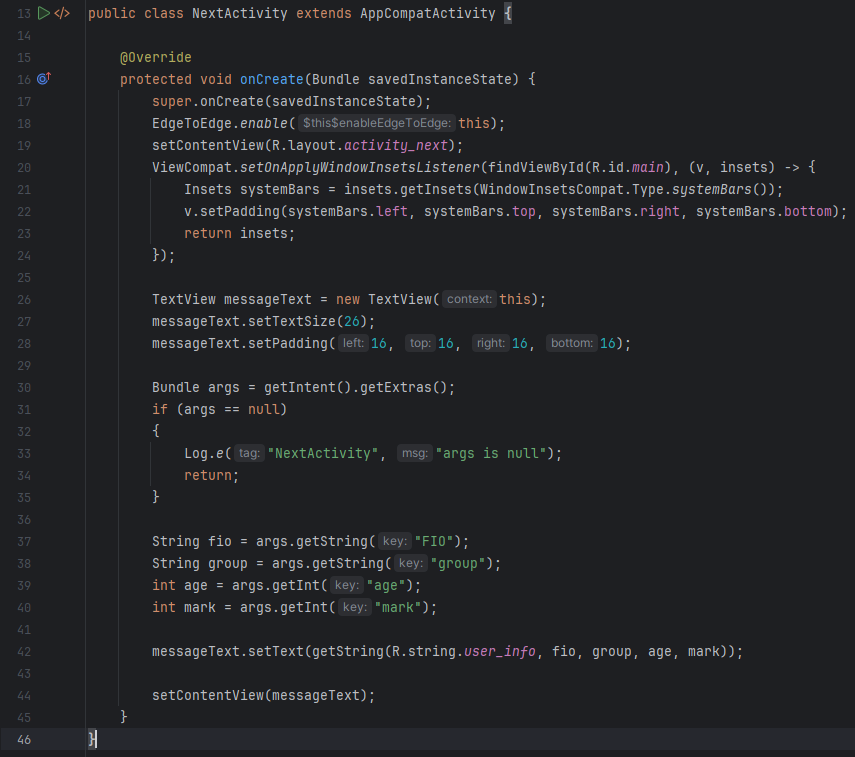 13 public class NextActivity extends AppCompatActivity {
14
15 @Override
16 protected void onCreate(Bundle savedInstanceState) {
17 super.onCreate(savedInstanceState);
18 EdgeToEdge.enable( $this$enableEdgeToEdge: this);
19 setContentView(R.layout.activity_next);
20 ViewCompat.setOnApplyWindowInsetsListener(findViewById(R.id.main), (v, insets) -> {
21 Insets systemBars = insets.getInsets(WindowInsetsCompat.Type.systemBars());
22 v.setPadding(systemBars.left, systemBars.top, systemBars.right, systemBars.bottom);
23 return insets;
24 });
25
26 TextView messageText = new TextView( context: this);
27 messageText.setTextSize(26);
28 messageText.setPadding( left: 16, top: 16, right: 16, bottom: 16);
29
30 Bundle args = getIntent().getExtras();
31 if (args == null)
32 {
33 Log.e( tag: "NextActivity", msg: "args is null");
34 return;
35 }
36
37 String fio = args.getString( key: "FIO");
38 String group = args.getString( key: "group");
39 int age = args.getInt( key: "age");
40 int mark = args.getInt( key: "mark");
41
42 messageText.setText(getString(R.string.user_info, fio, group, age, mark));
43
44 setContentView(messageText);
45 }
46 }